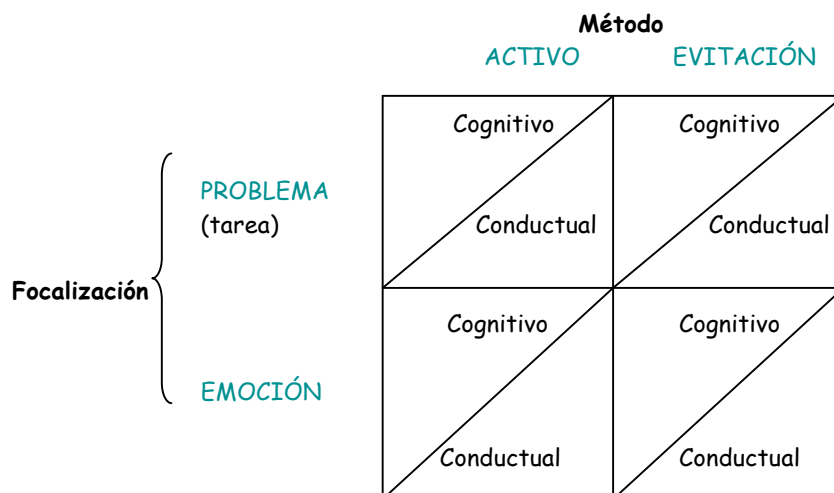 Método
ACTIVO EVITACIÓN
Cognitivo Cognitivo
PROBLEMA
(tarea) Conductual Conductual
Focalización
Cognitivo Cognitivo
EMOCIÓN
Conductual Conductual